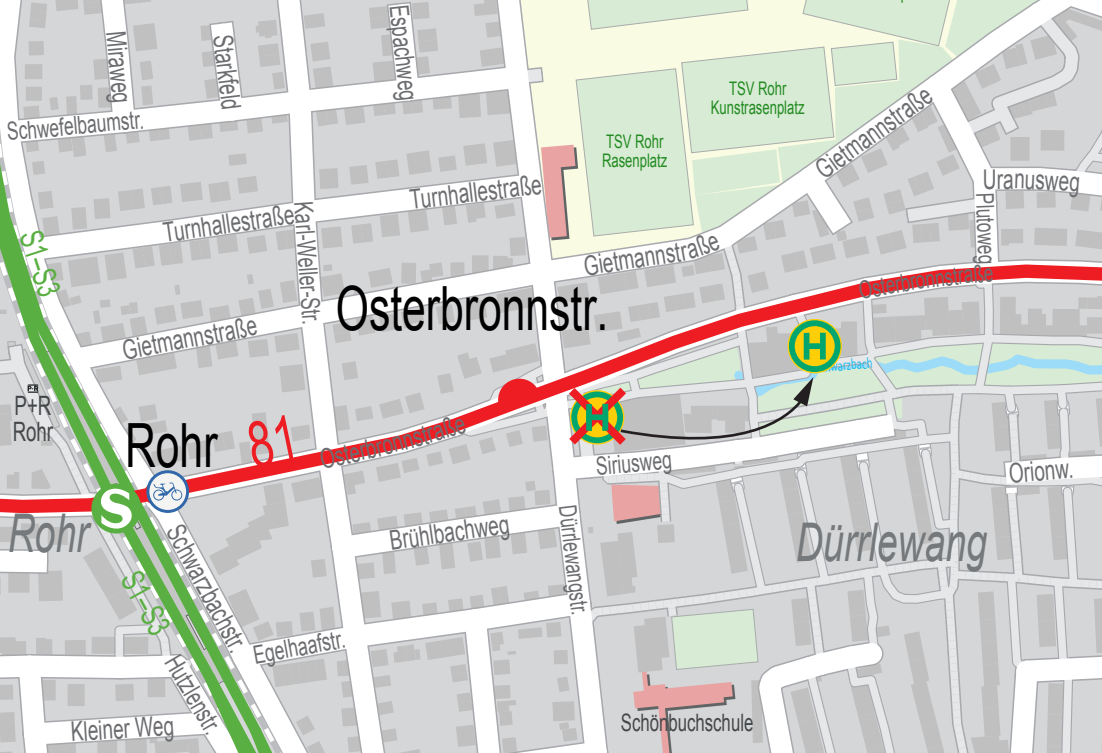 Miraweg
Starkfeld
Espachweg
Schwefelbaumstr.
TSV Rohr
Kunstrasenplatz
TSV Rohr
Rasenplatz
Gietmannstraße
Uranusweg
Turnhallestraße
Turnhallestraße
Karl-Weller-Str.
Plutoweg
S1-S3
Gietmannstraße
Osterbronnstraße
Osterbronnstr.
Gietmannstraße
H
P+R
P+R
Rohr
H
Rohr
81
Osterbronnstraße
Siriusweg
Orionw.
S
Rohr
Schwarzbachstr.
Brühlbachweg
Dürrlewangstr.
Dürrlewang
S1-S3
Egelhaafstr.
Hutzlenstr.
Kleiner Weg
Schönbuchschule